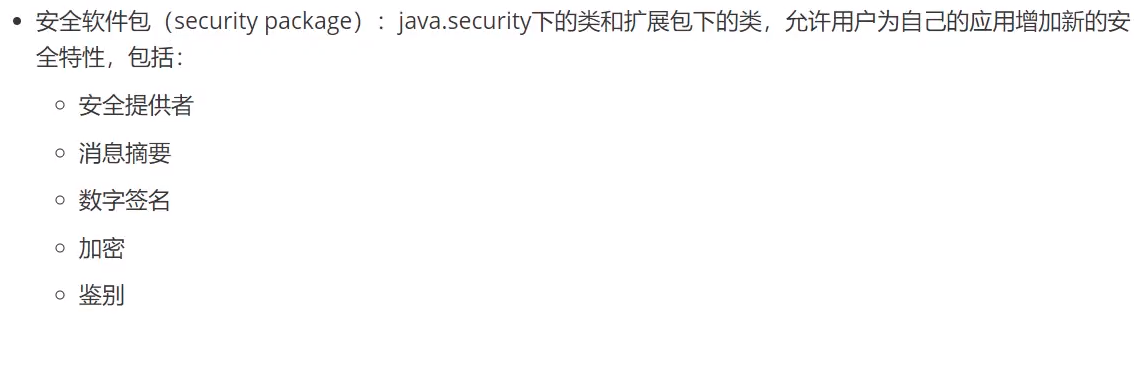 安全软件包（security package）：java.security下的类和扩展包下的类，允许用户为自己的应用增加新的安
全特性，包括：
安全提供者
消息摘要
数字签名
加密
鉴别